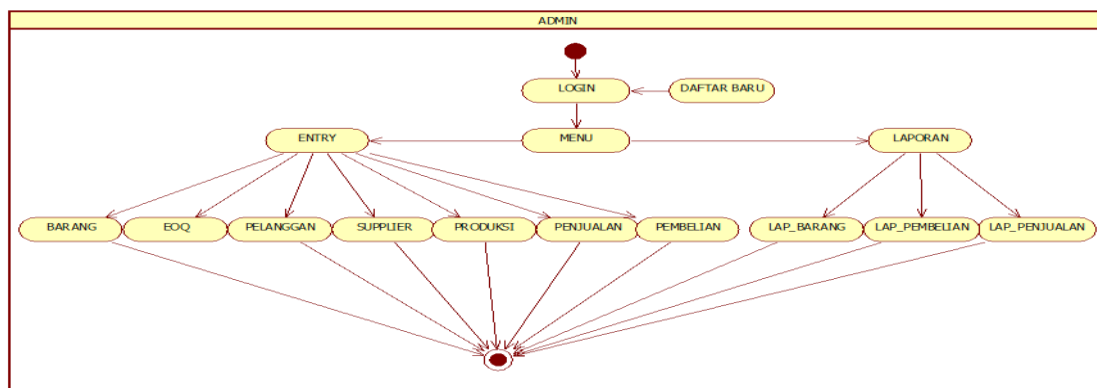 ADMIN
LOGIN
DAFTAR BARU
ENTRY
MENU
LAPORAN
BARANG
EOQ
PELANGGAN
SUPPLIER
PRODUKSI
PENJUALAN
PEMBELIAN
LAP_BARANG
LAP_PEMBELIAN
LAP_PENJUALAN